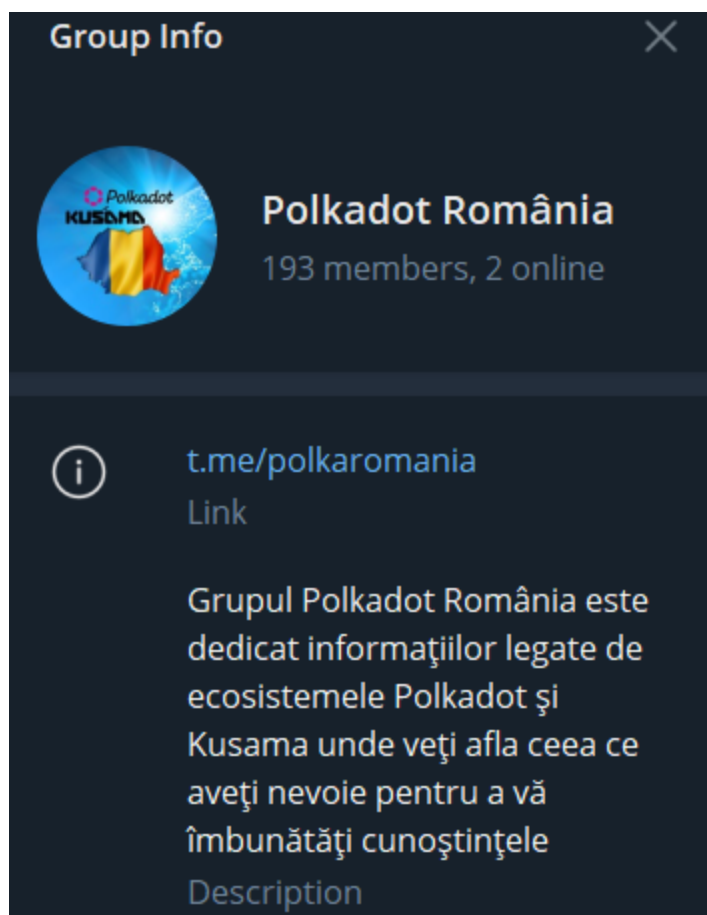 Group Info
Polkadot
KUSAMA
Polkadot România
193 members, 2 online
t.me/polkaromania
Link
Grupul Polkadot România este
dedicat informaţiilor legate de
ecosistemele Polkadot şi
Kusama unde veţi afla ceea ce
aveţi nevoie pentru a vă
îmbunătăţi cunoştinţele
Description